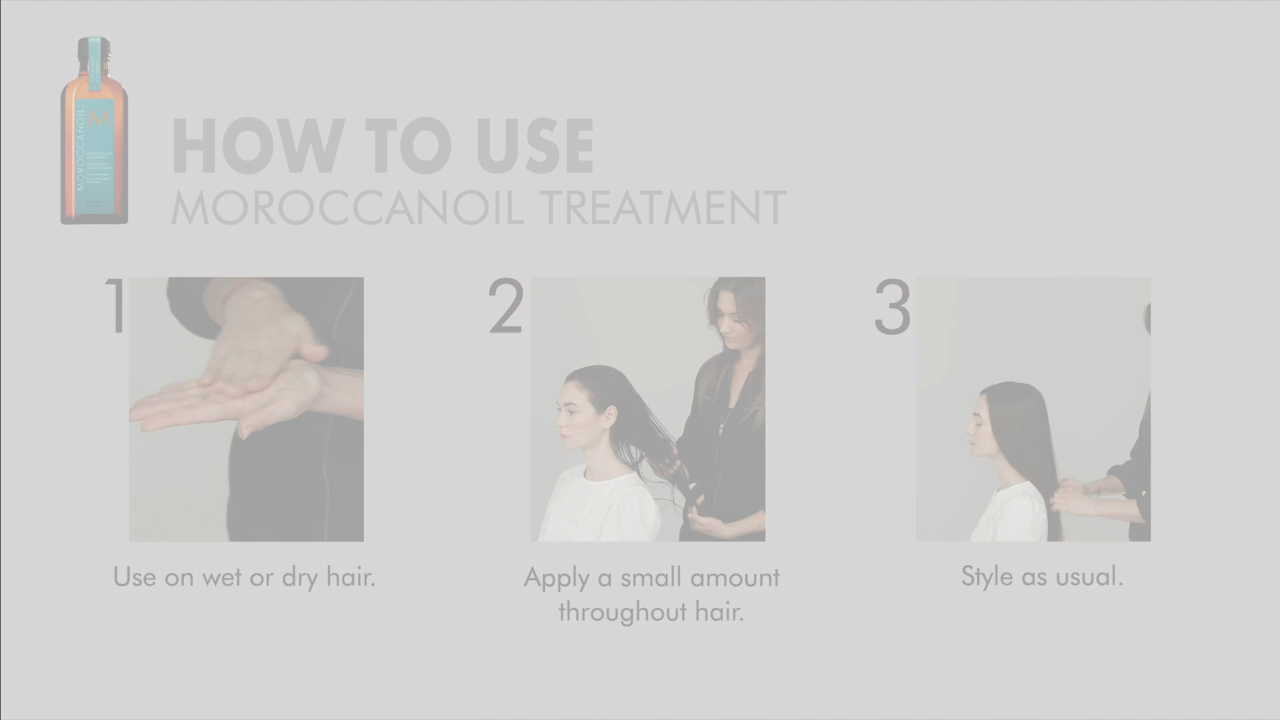 MOROCCANOIL
HOW TO USE
MOROCCANOIL TREATMENT
1
2
3
Use on wet or dry hair.
Apply a small amount
throughout hair.
Style as usual.